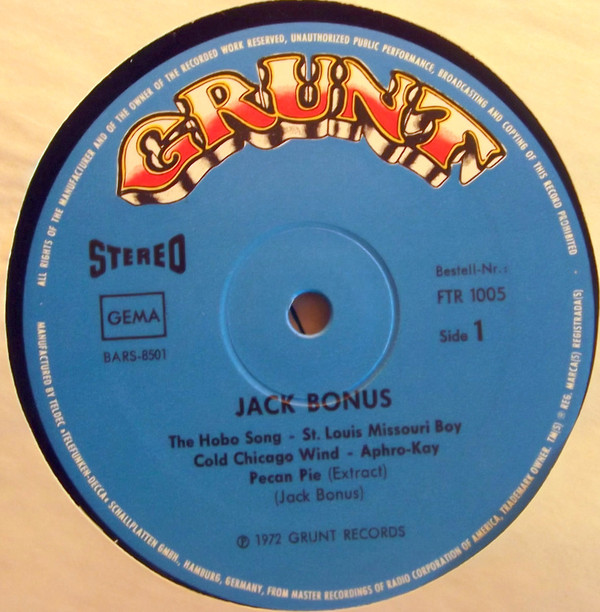 ALL RIGHTS OF THE MANUFACTURER AND OF THE OWNER OF THE RECORDED WORK RESERVED, UNAUTHORIZED PUBLIC PERFORMANCE, BROADCASTING AND COPYING OF THIS RECORD PROHIBITED
GRUNT
STEREO
GEMA
BARS-8501
Bestell-Nr.:
FTR 1005
Side 1
JACK BONUS
The Hobo Song - St. Louis Missouri Boy
Cold Chicago Wind - Aphro-Kay
Pecan Pie (Extract)
(Jack Bonus)
℗ 1972 GRUNT RECORDS
MANUFACTURED BY TELDEC »TELEFUNKEN-DECCA« SCHALLPLATTEN GMBH., HAMBURG, GERMANY, FROM MASTER RECORDINGS OF RADIO CORPORATION OF AMERICA, TRADEMARK OWNER. TM(S) ® REG. MARCA(S) REGISTRADA(S)